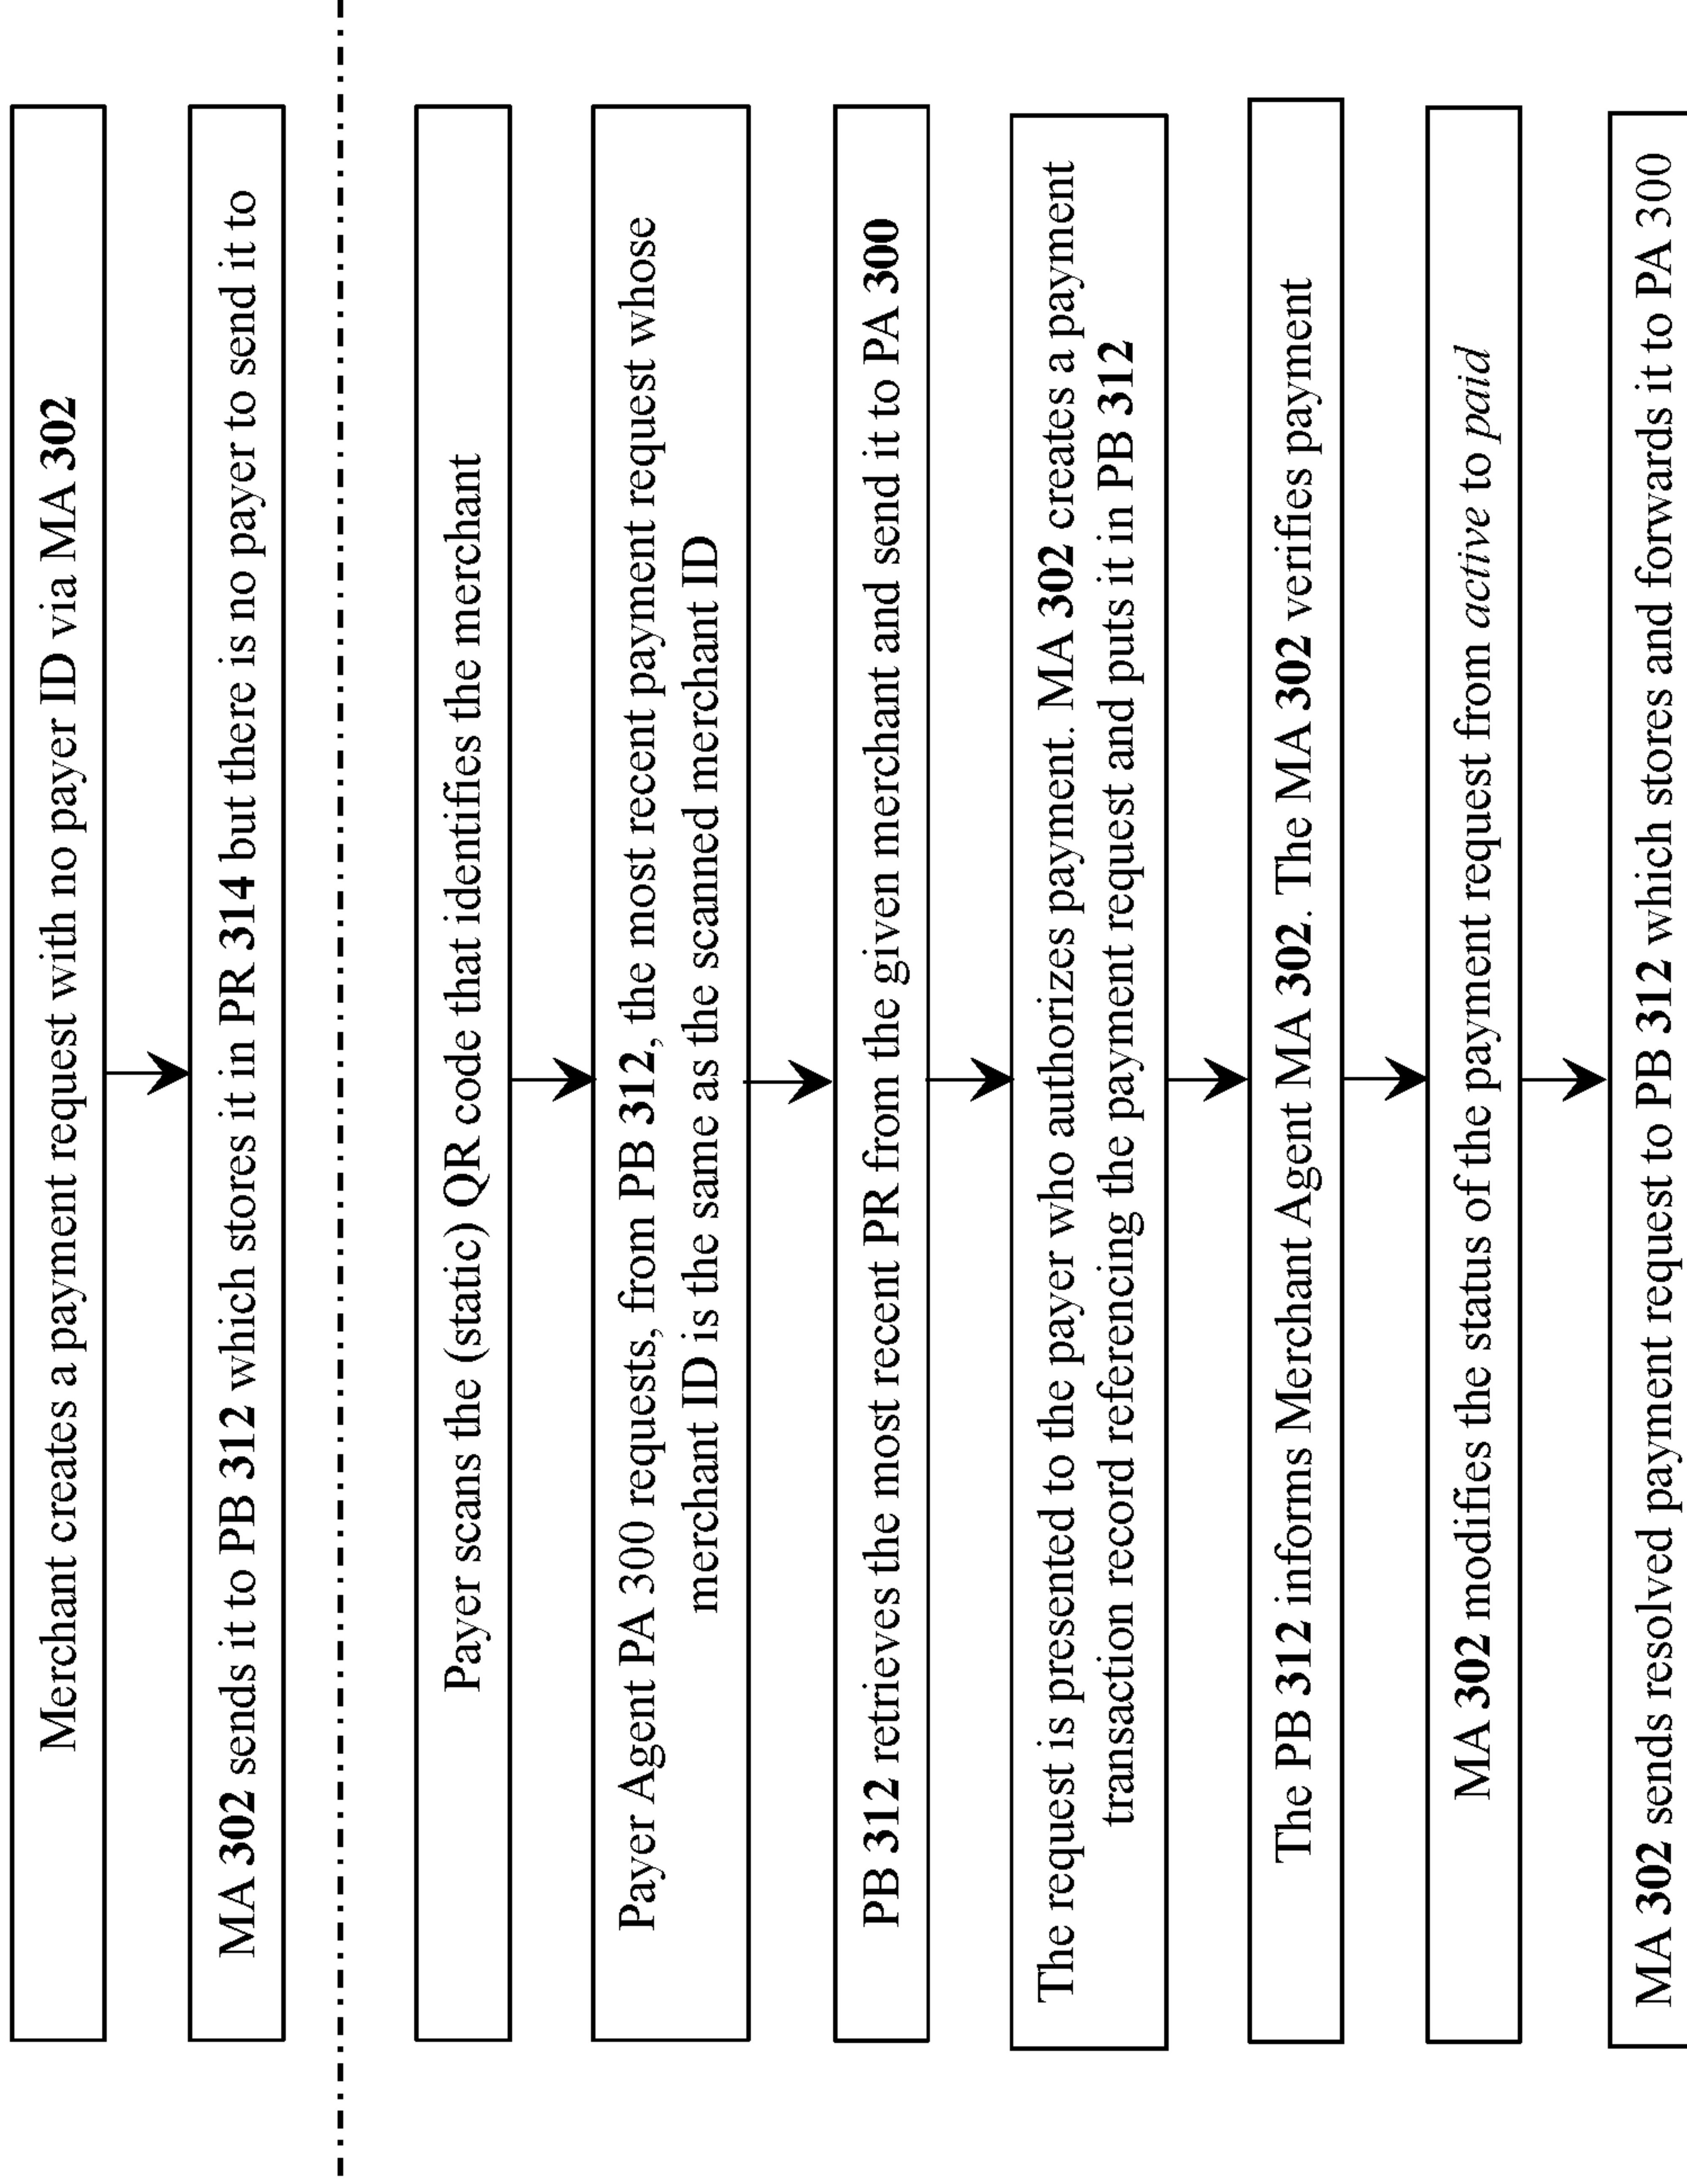 Merchant creates a payment request with no payer ID via MA 302
MA 302 sends it to PB 312 which stores it in PR 314 but there is no payer to send it to
Payer scans the (static) QR code that identifies the merchant
Payer Agent PA 300 requests, from PB 312, the most recent payment request whose
merchant ID is the same as the scanned merchant ID
PB 312 retrieves the most recent PR from the given merchant and send it to PA 300
The request is presented to the payer who authorizes payment. MA 302 creates a payment
transaction record referencing the payment request and puts it in PB 312
The PB 312 informs Merchant Agent MA 302. The MA 302 verifies payment
MA 302 modifies the status of the payment request from active to paid
MA 302 sends resolved payment request to PB 312 which stores and forwards it to PA 300